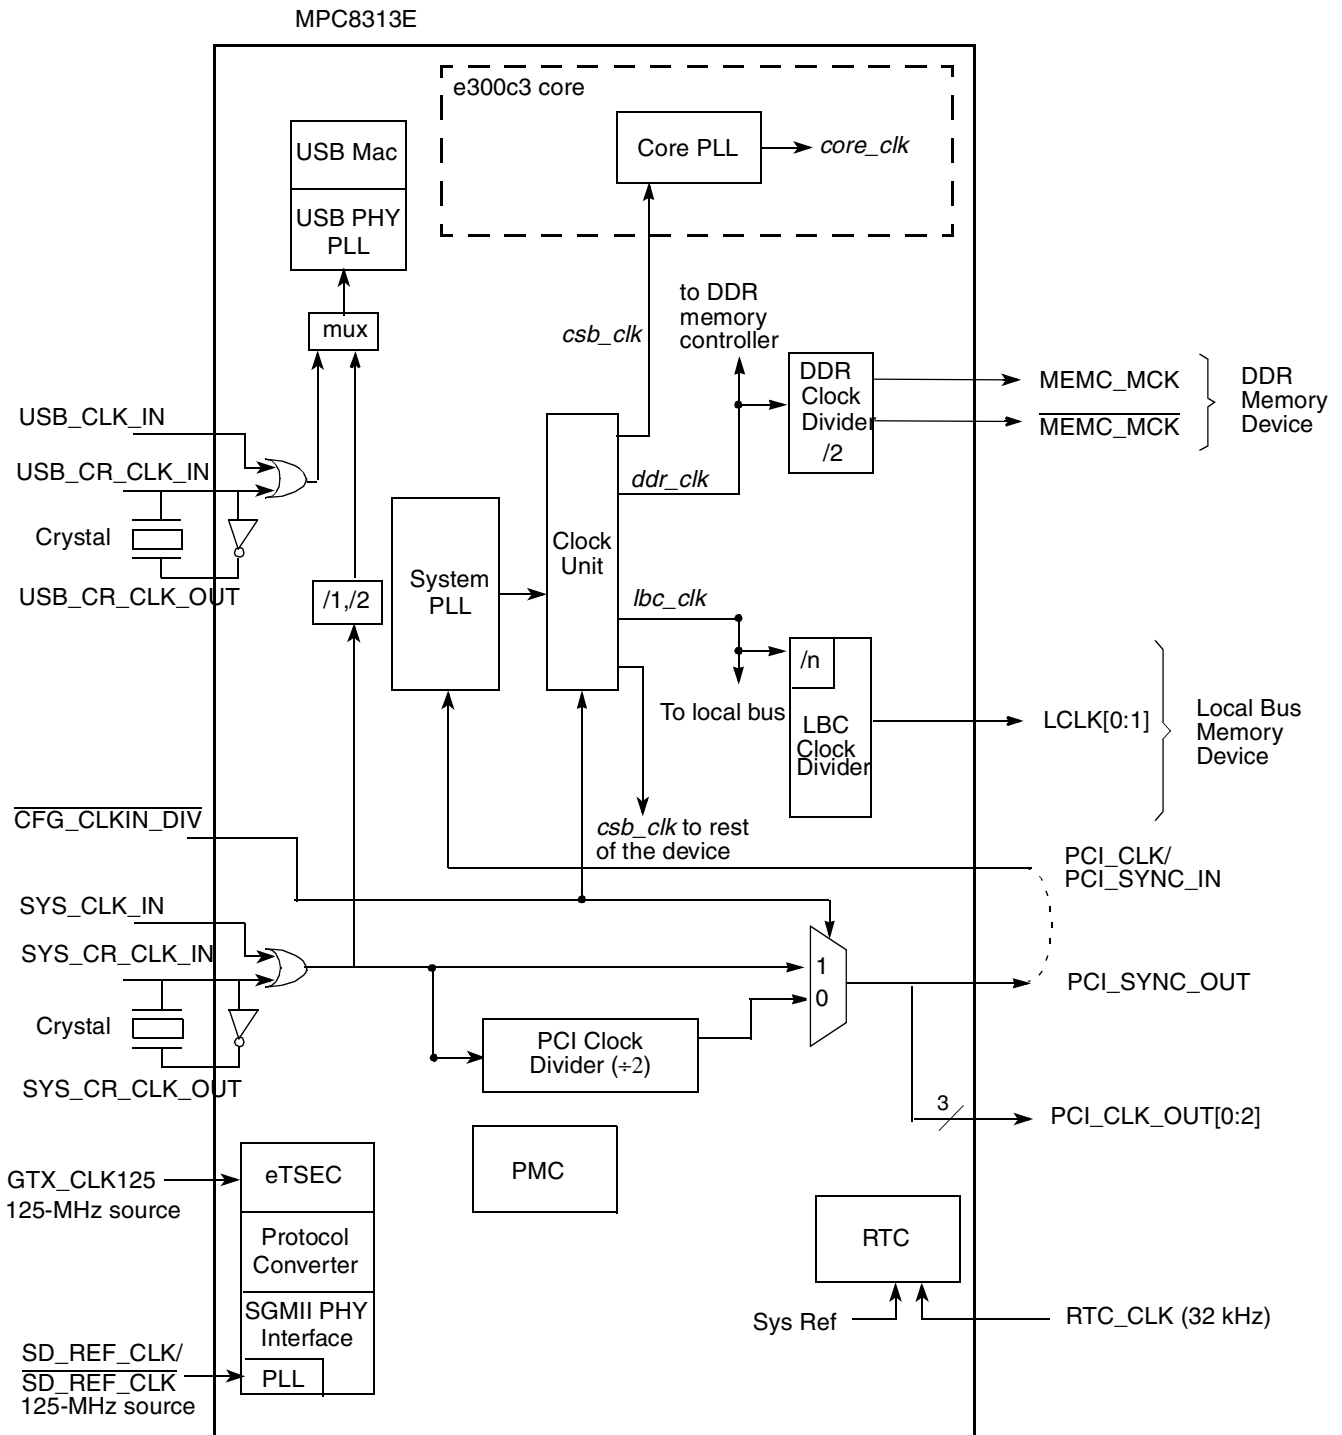 MPC8313E
e300c3 core
USB Mac
USB PHY
PLL
Core PLL
core_clk
mux
csb_clk
to DDR
memory
controller
DDR
Clock
Divider
/2
MEMC_MCK
MEMC_MCK
DDR
Memory
Device
USB_CLK_IN
USB_CR_CLK_IN
Crystal
USB_CR_CLK_OUT
/1,/2
System
PLL
Clock
Unit
ddr_clk
lbc_clk
To local bus
/n
LBC
Clock
Divider
LCLK[0:1]
Local Bus
Memory
Device
csb_clk to rest
of the device
CFG_CLKIN_DIV
PCI_CLK/
PCI_SYNC_IN
SYS_CLK_IN
SYS_CR_CLK_IN
Crystal
SYS_CR_CLK_OUT
1
0
PCI Clock
Divider (÷2)
PCI_SYNC_OUT
3
PCI_CLK_OUT[0:2]
GTX_CLK125
125-MHz source
eTSEC
Protocol
Converter
SGMII PHY
Interface
PLL
PMC
RTC
Sys Ref
RTC_CLK (32 kHz)
SD_REF_CLK/
SD_REF_CLK
125-MHz source